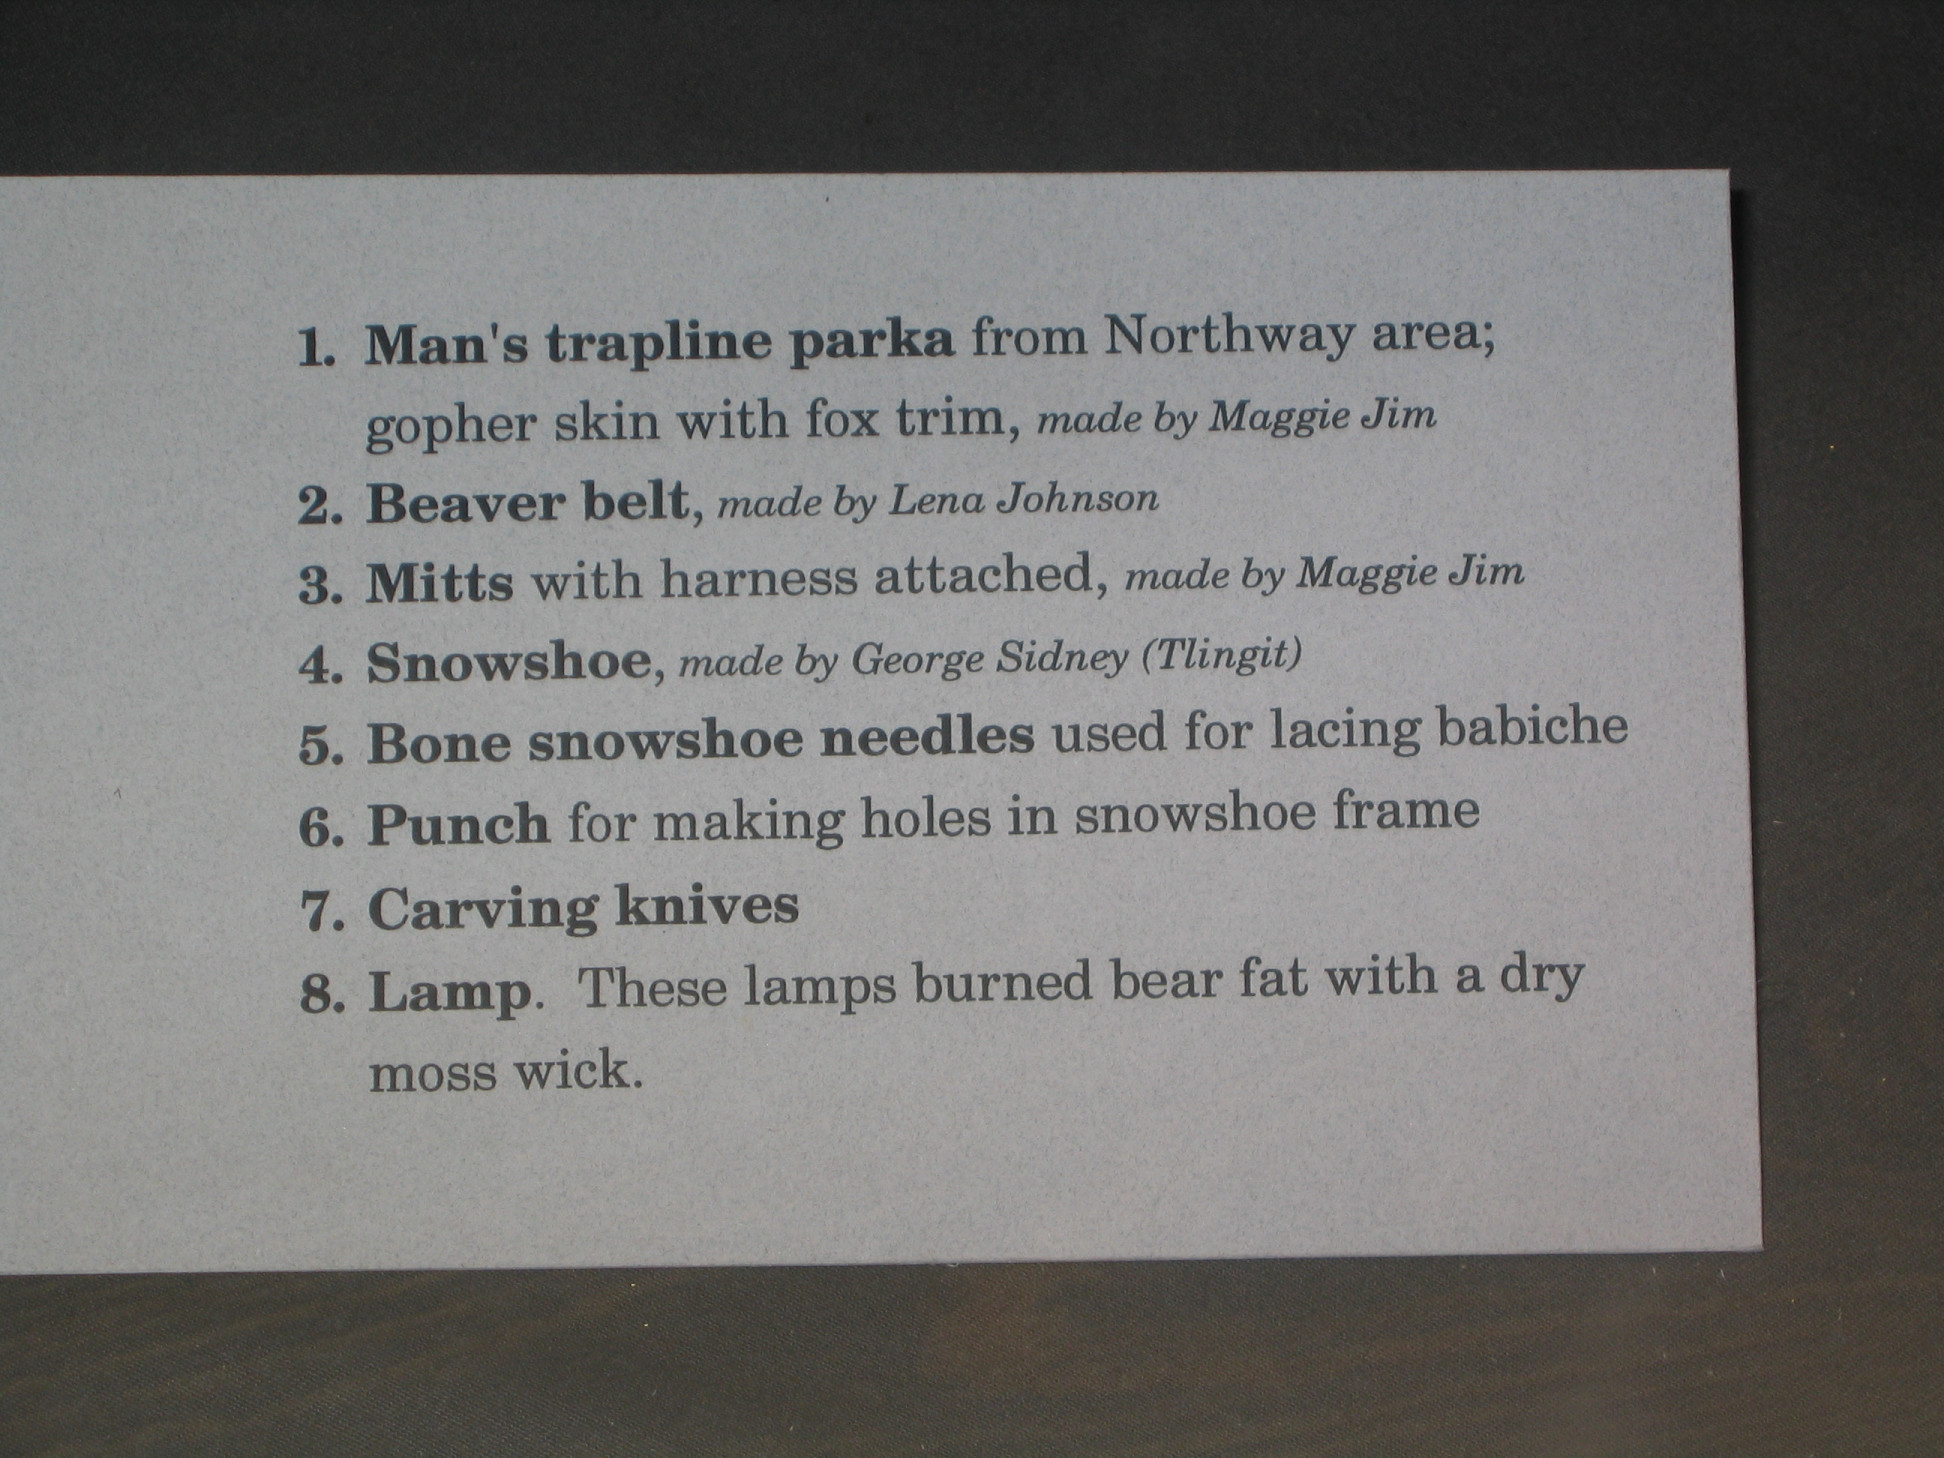 1. Man's trapline parka from Northway area;
gopher skin with fox trim, made by Maggie Jim
2. Beaver belt, made by Lena Johnson
3. Mitts with harness attached, made by Maggie Jim
4. Snowshoe, made by George Sidney (Tlingit)
5. Bone snowshoe needles used for lacing babiche
6. Punch for making holes in snowshoe frame
7. Carving knives
8. Lamp. These lamps burned bear fat with a dry
moss wick.